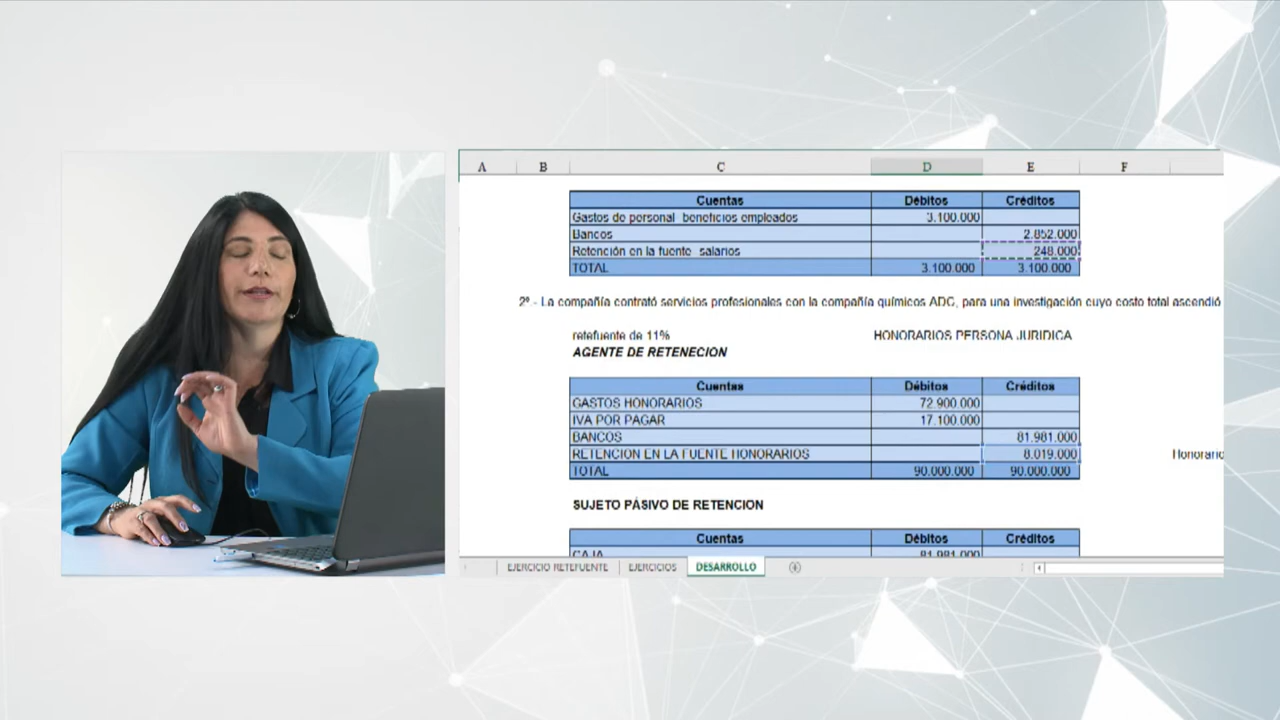 A B C D E F
Cuentas Débitos Créditos
Gastos de personal beneficios empleados 3.100.000
Bancos 2.852.000
Retención en la fuente salarios 248.000
TOTAL 3.100.000 3.100.000
2º - La compañía contrató servicios profesionales con la compañía químicos ADC, para una investigación cuyo costo total ascendió
retefuente de 11% HONORARIOS PERSONA JURIDICA
AGENTE DE RETENECION
Cuentas Débitos Créditos
GASTOS HONORARIOS 72.900.000
IVA POR PAGAR 17.100.000
BANCOS 81.981.000
RETENCION EN LA FUENTE HONORARIOS 8.019.000 Honorario
TOTAL 90.000.000 90.000.000
SUJETO PÁSIVO DE RETENCION
Cuentas Débitos Créditos
CAJA 81.981.000
EJERCICIO RETEFUENTE EJERCICIOS DESARROLLO